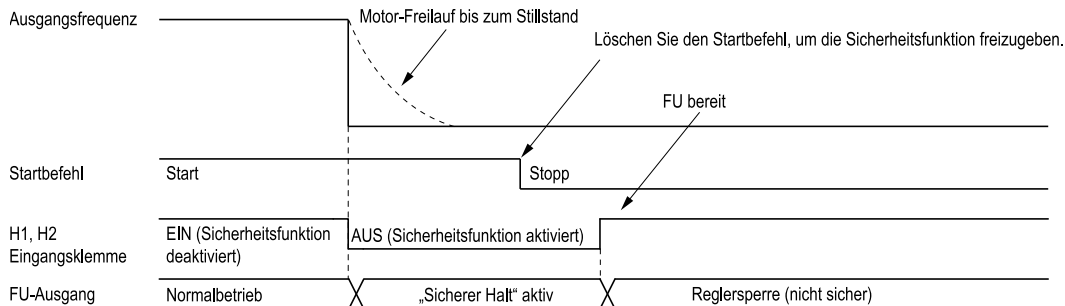 Ausgangsfrequenz
Motor-Freilauf bis zum Stillstand
Löschen Sie den Startbefehl, um die Sicherheitsfunktion freizugeben.
FU bereit
Startbefehl
Start
Stopp
H1, H2
Eingangsklemme
EIN (Sicherheitsfunktion
deaktiviert)
AUS (Sicherheitsfunktion aktiviert)
FU-Ausgang
Normalbetrieb
„Sicherer Halt“ aktiv
Reglersperre (nicht sicher)